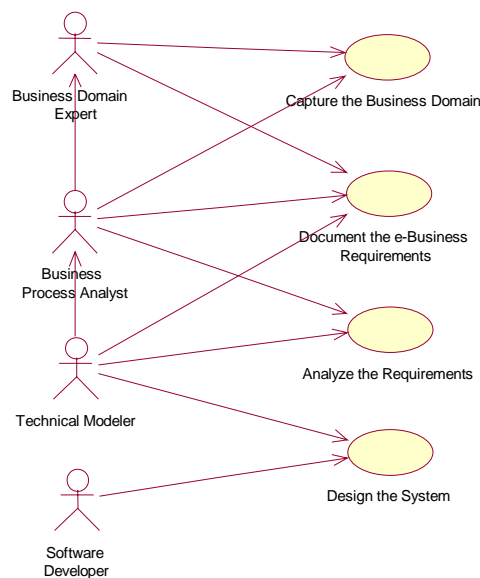 Business Domain
Expert
Capture the Business Domain
Business
Process Analyst
Document the e-Business
Requirements
Technical Modeler
Analyze the Requirements
Software
Developer
Design the System